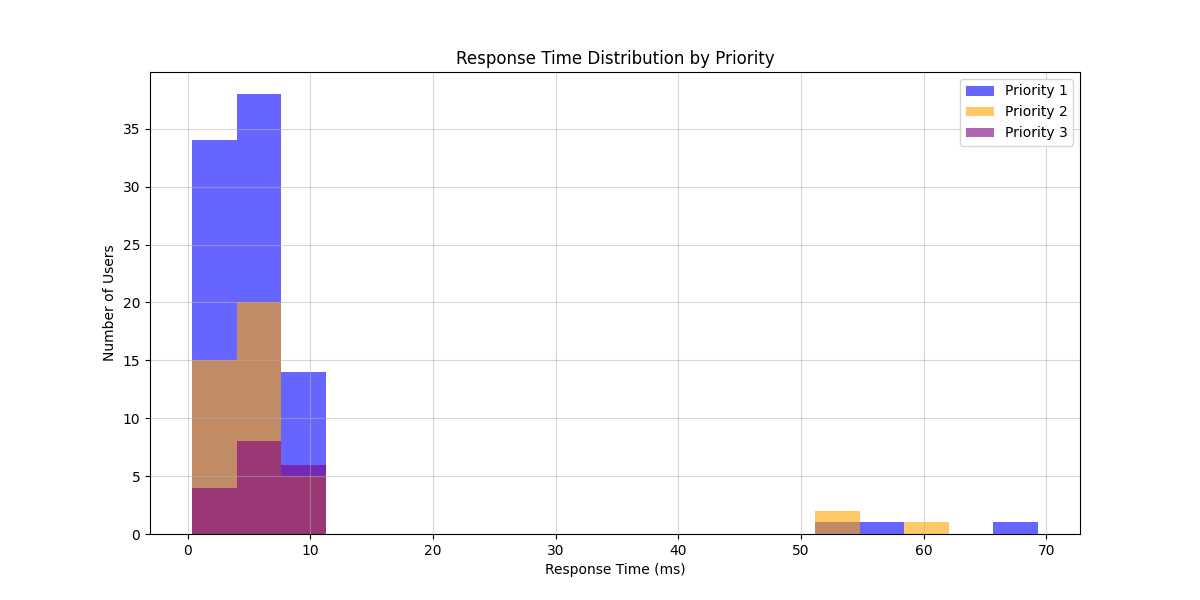 Response Time Distribution by Priority
Priority 1
Priority 2
Priority 3
Number of Users
35
30
25
20
15
10
5
0
0 10 20 30 40 50 60 70
Response Time (ms)